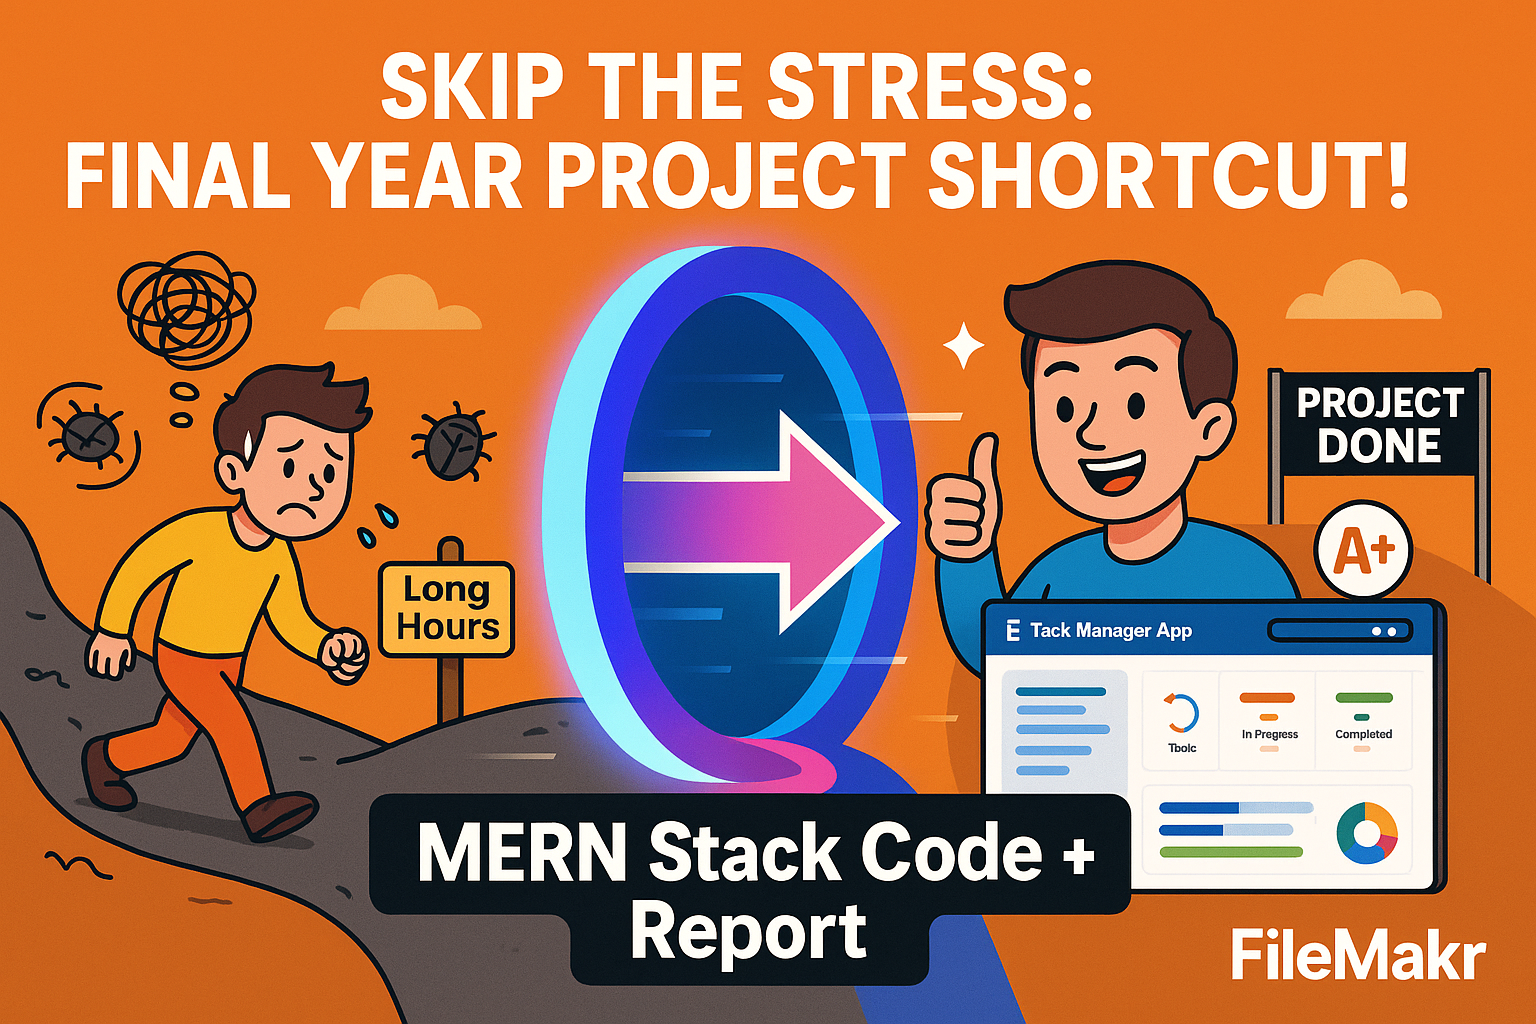 SKIP THE STRESS:
FINAL YEAR PROJECT SHORTCUT!
Long
Hours
PROJECT
DONE
A+
E Tack Manager App
Tbolc
In Pregress
Completed
MERN Stack Code +
Report
FileMakr